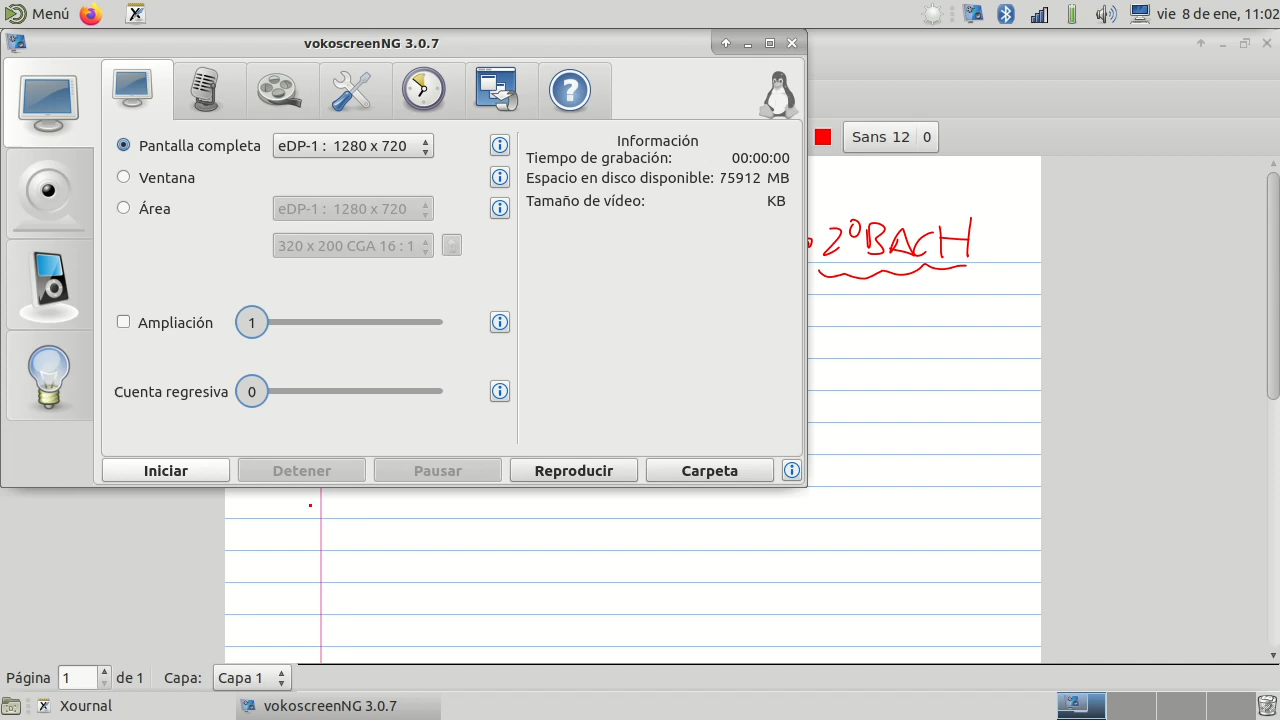 Menú
vie 8 de ene, 11:02
vokoscreenNG 3.0.7
Pantalla completa
eDP-1 : 1280 x 720
Ventana
Área
eDP-1 : 1280 x 720
320 x 200 CGA 16 : 1
Ampliación
1
Cuenta regresiva
0
Información
Tiempo de grabación: 00:00:00
Espacio en disco disponible: 75912 MB
Tamaño de vídeo: KB
Iniciar
Detener
Pausar
Reproducir
Carpeta
Sans 12
0
2º BACH
Página 1 de 1
Capa: Capa 1
Xournal
vokoscreenNG 3.0.7